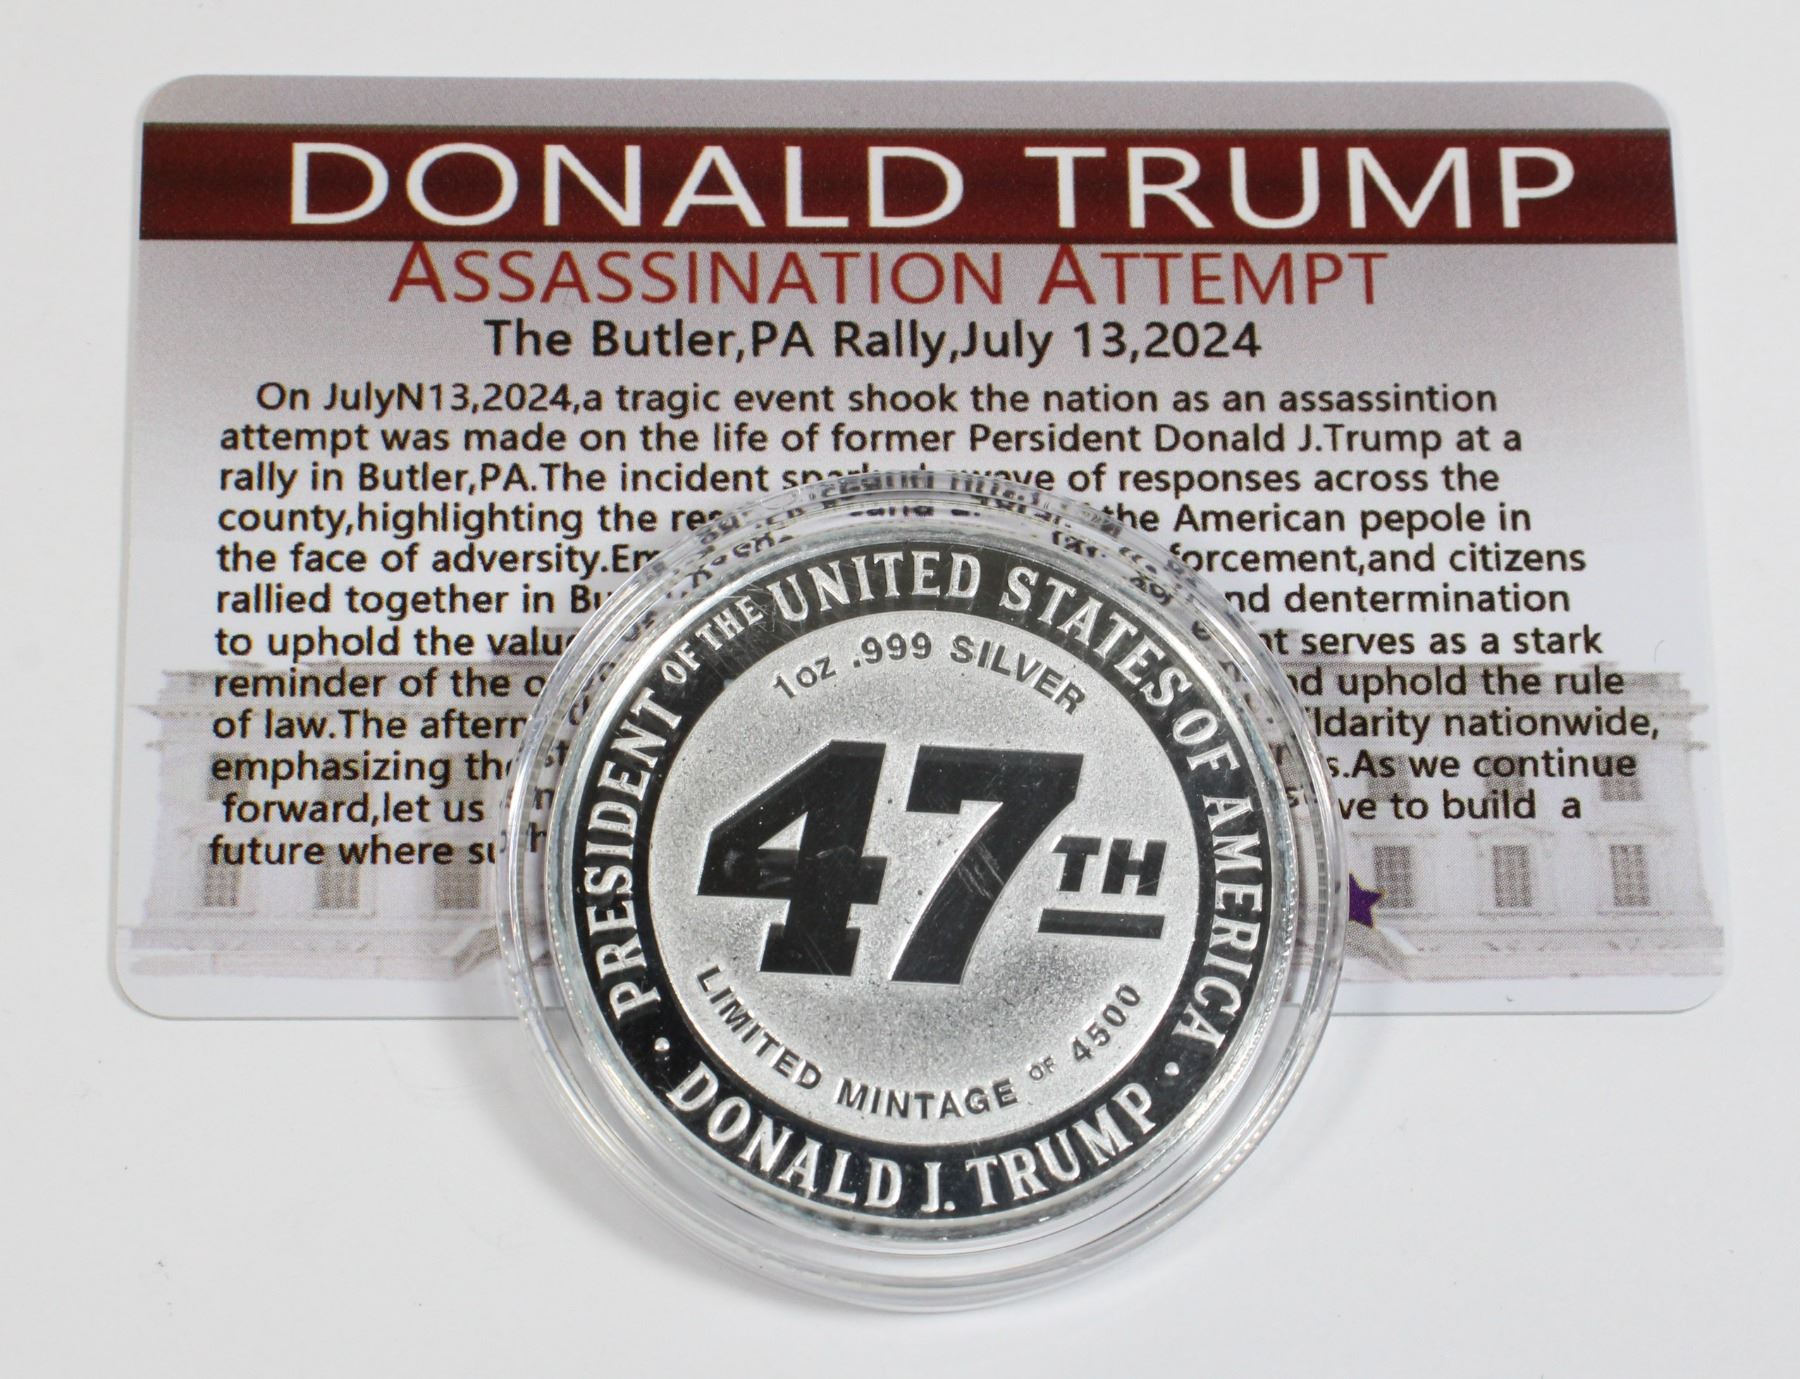 DONALD TRUMP
ASSASSINATION ATTEMPT
The Butler,PA Rally,July 13,2024
On JulyN13,2024,a tragic event shook the nation as an assassintion
attempt was made on the life of former Persident Donald J.Trump at a
rally in Butler,PA.The incident wave of responses across the
county,highlighting the the American pepole in
the face of adversity. and citizens
rallied together in and dentermination
to uphold the serves as a stark
reminder of the uphold the rule
of law.The nationwide,
emphasizing As we continue
forward,let us to build a
future where
PRESIDENT OF THE UNITED STATES OF AMERICA
1oz .999 SILVER
47TH
LIMITED MINTAGE OF 4500
• DONALD J. TRUMP •